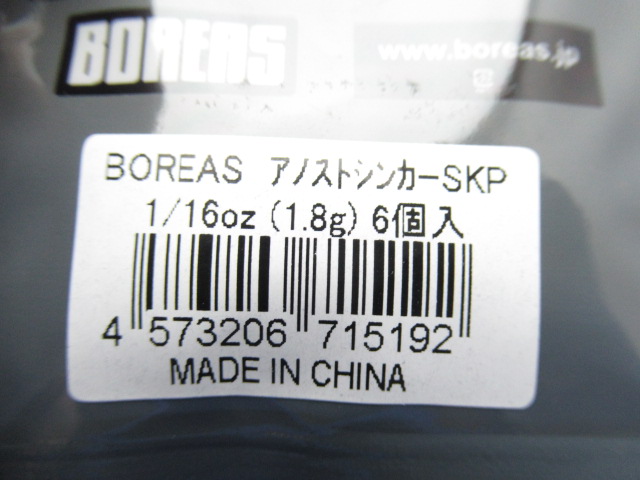 BOREAS
www.boreas.jp
BOREAS アノストシンカーSKP
1/16oz (1.8g) 6個入
4 573206 715192
MADE IN CHINA